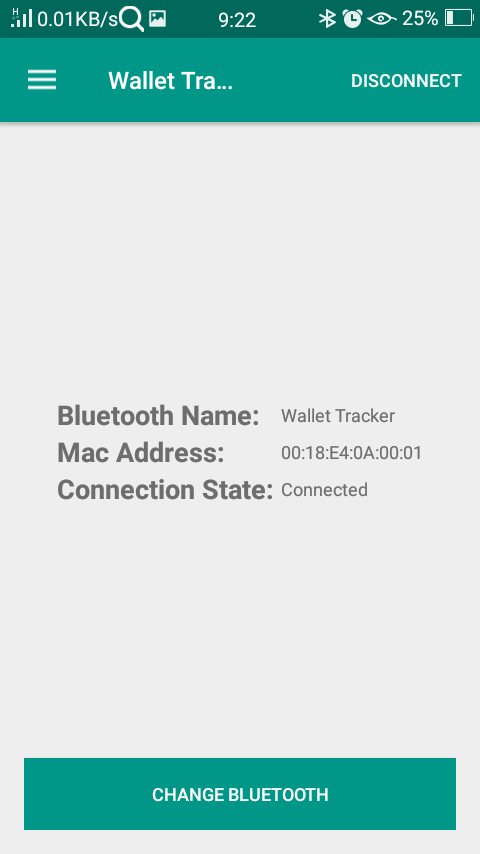 H 0.01KB/s 9:22 25%
Wallet Tra... DISCONNECT
Bluetooth Name: Wallet Tracker
Mac Address: 00:18:E4:0A:00:01
Connection State: Connected
CHANGE BLUETOOTH